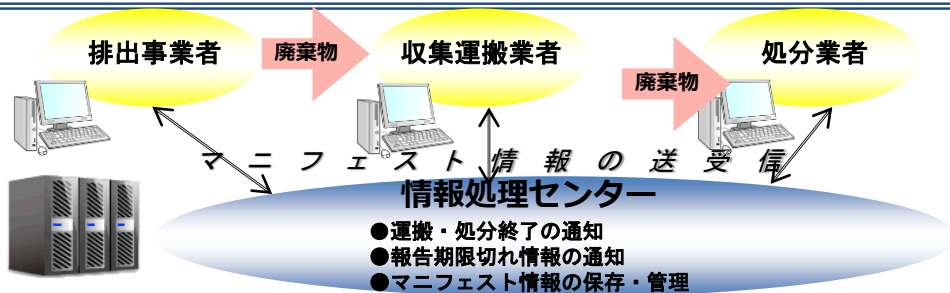 排出事業者
廃棄物
収集運搬業者
廃棄物
処分業者
マニフェスト情報の送受信
情報処理センター
●運搬・処分終了の通知
●報告期限切れ情報の通知
●マニフェスト情報の保存・管理